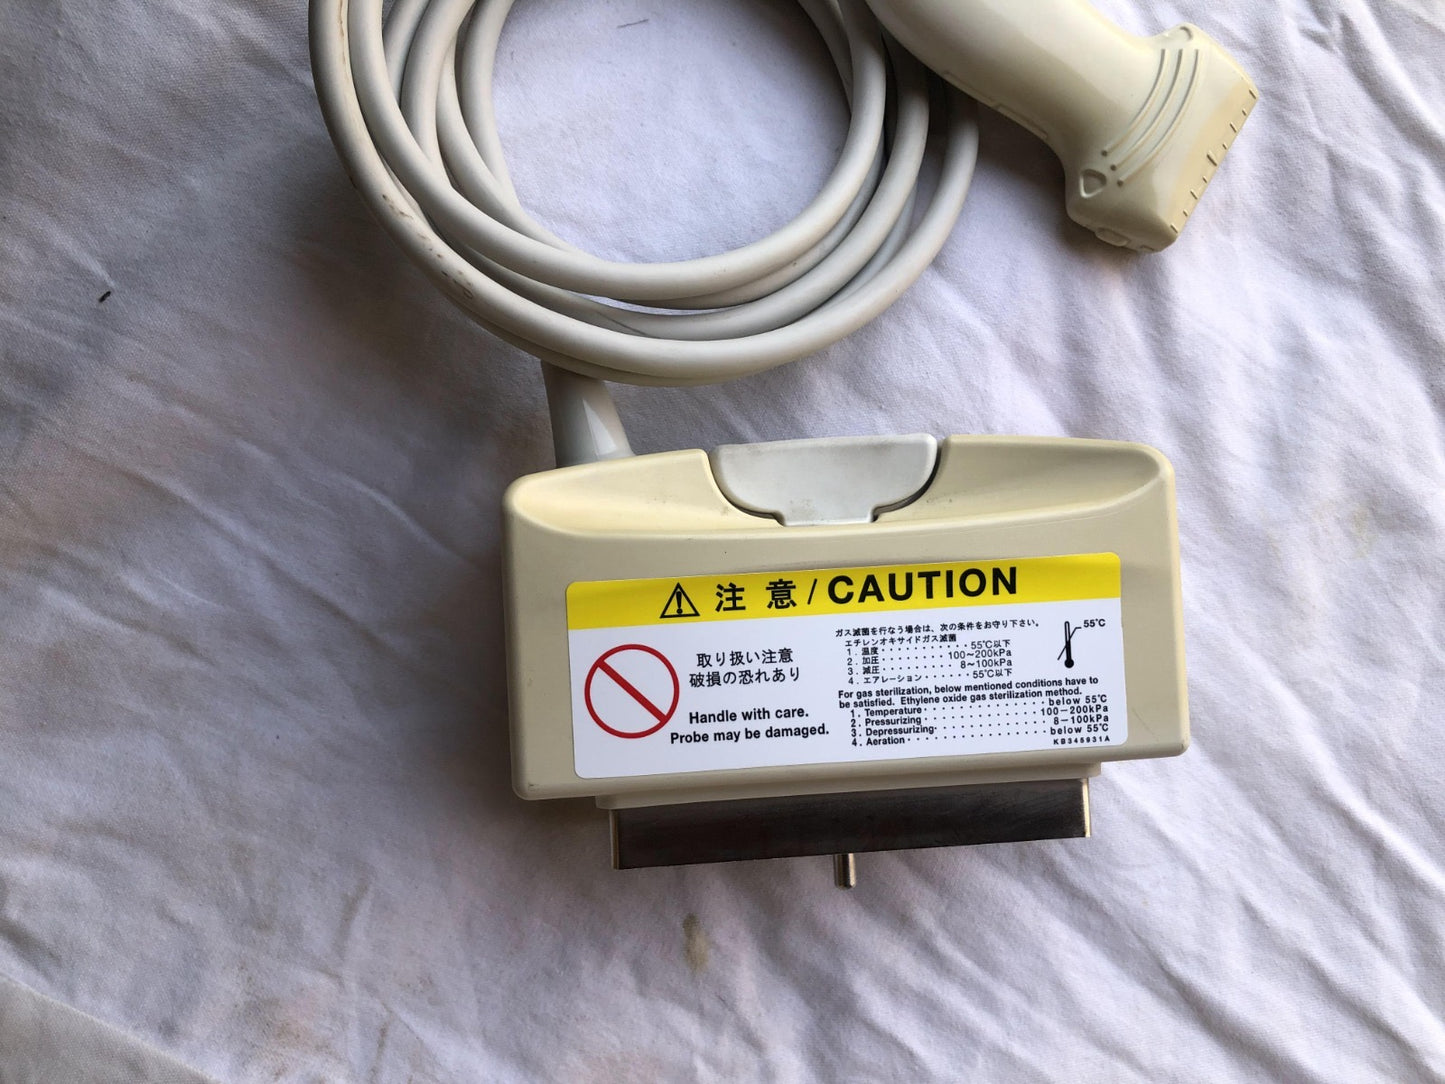 注 意 / CAUTION
取り扱い注意
破損の恐れあり
Handle with care.
Probe may be damaged.
ガス滅菌を行なう場合は、次の条件をお守り下さい。
エチレンオキサイドガス滅菌
1. 温度・・・・・・・・・・55℃以下
2. 加圧・・・・・・・・・・100~200kPa
3. 減圧・・・・・・・・・・8~100kPa
4. エアレーション・・・・・・55℃以下
55℃
For gas sterilization, below mentioned conditions have to
be satisfied. Ethylene oxide gas sterilization method.
1. Temperature・・・・・・・・・・・・below 55℃
2. Pressurizing・・・・・・・・・・・・100-200kPa
3. Depressurizing・・・・・・・・・・・・8-100kPa
4. Aeration・・・・・・・・・・・・below 55℃
KB345931A